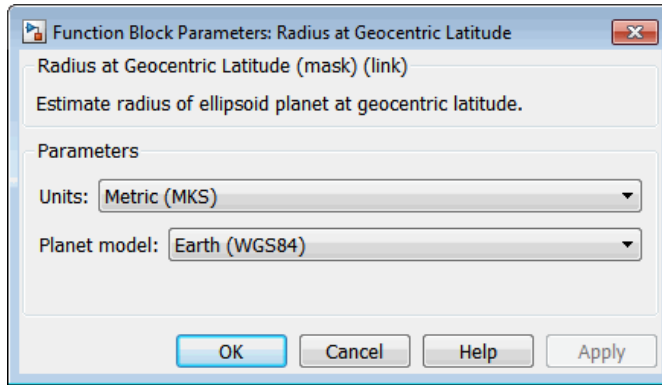 Function Block Parameters: Radius at Geocentric Latitude
Radius at Geocentric Latitude (mask) (link)
Estimate radius of ellipsoid planet at geocentric latitude.
Parameters
Units: Metric (MKS)
Planet model: Earth (WGS84)
OK Cancel Help Apply